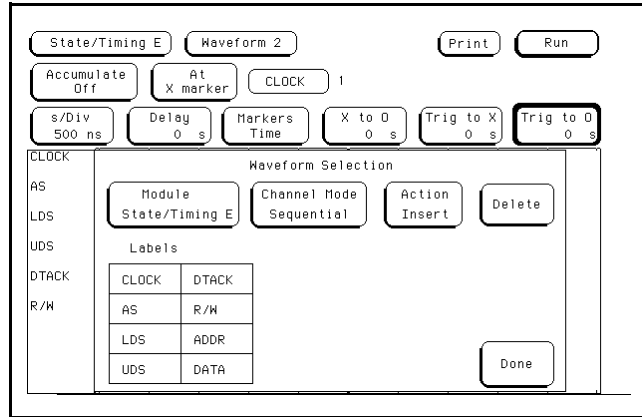 State/Timing E Waveform 2 Print Run
Accumulate Off At X marker CLOCK 1
s/Div 500 ns Delay 0 s Markers Time X to O 0 s Trig to X 0 s Trig to O 0 s
CLOCK
AS
LDS
UDS
DTACK
R/W
Waveform Selection
Module State/Timing E Channel Mode Sequential Action Insert Delete
Labels
CLOCK DTACK
AS R/W
LDS ADDR
UDS DATA
Done